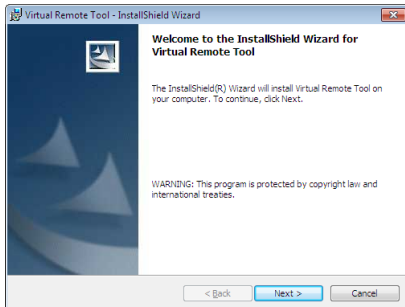 Virtual Remote Tool - InstallShield Wizard
Welcome to the InstallShield Wizard for
Virtual Remote Tool
The InstallShield(R) Wizard will install Virtual Remote Tool on
your computer. To continue, click Next.
WARNING: This program is protected by copyright law and
international treaties.
< Back Next > Cancel